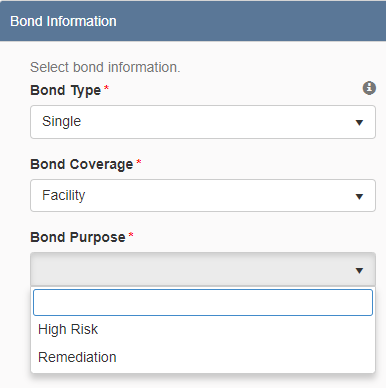 Bond Information
Select bond information.
Bond Type *
Single
Bond Coverage *
Facility
Bond Purpose *
High Risk
Remediation